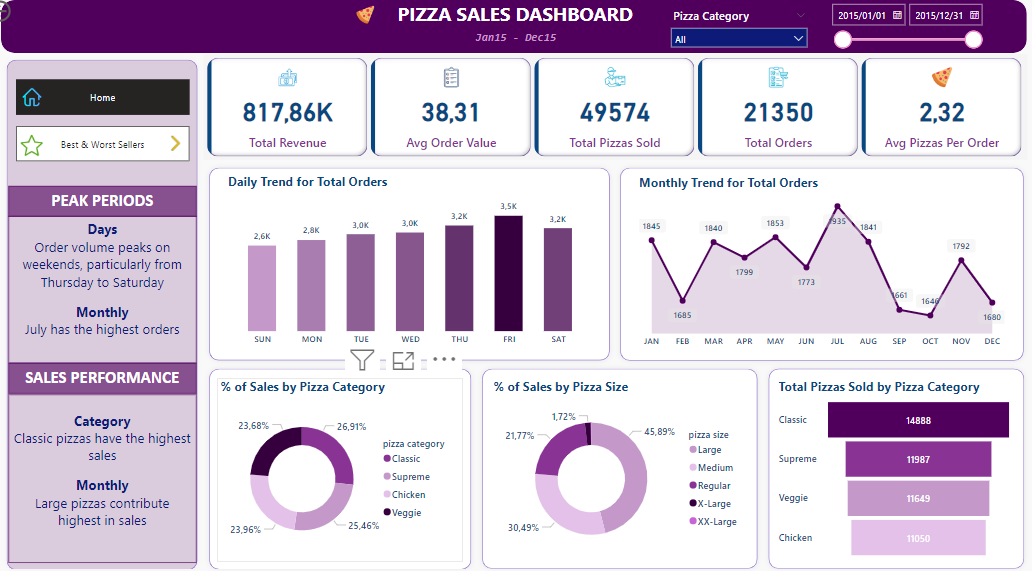 PIZZA SALES DASHBOARD
Jan15 - Dec15
Pizza Category
All
2015/01/01
2015/12/31
Home
Best & Worst Sellers
PEAK PERIODS
Days
Order volume peaks on
weekends, particularly from
Thursday to Saturday
Monthly
July has the highest orders
SALES PERFORMANCE
Category
Classic pizzas have the highest
sales
Monthly
Large pizzas contribute
highest in sales
817,86K
Total Revenue
38,31
Avg Order Value
49574
Total Pizzas Sold
21350
Total Orders
2,32
Avg Pizzas Per Order
Daily Trend for Total Orders
2,6K
2,8K
3,0K
3,0K
3,2K
3,5K
3,2K
SUN
MON
TUE
WED
THU
FRI
SAT
Monthly Trend for Total Orders
1845
1685
1840
1799
1853
1773
1935
1841
1661
1646
1792
1680
JAN
FEB
MAR
APR
MAY
JUN
JUL
AUG
SEP
OCT
NOV
DEC
% of Sales by Pizza Category
23,68%
26,91%
23,96%
25,46%
pizza category
Classic
Supreme
Chicken
Veggie
% of Sales by Pizza Size
1,72%
21,77%
45,89%
30,49%
pizza size
Large
Medium
Regular
X-Large
XX-Large
Total Pizzas Sold by Pizza Category
Classic
14888
Supreme
11987
Veggie
11649
Chicken
11050